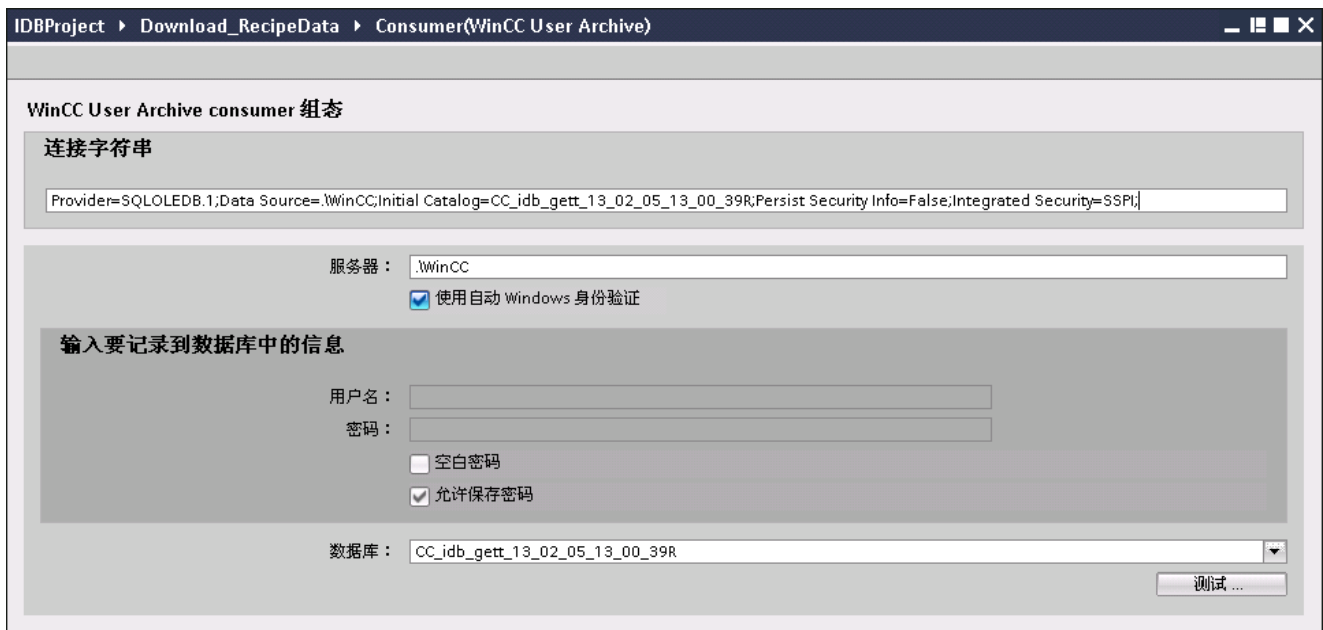 IDBProject ▸ Download_RecipeData ▸ Consumer(WinCC User Archive)
WinCC User Archive consumer 组态
连接字符串
Provider=SQLOLEDB.1;Data Source=.\WinCC;Initial Catalog=CC_idb_gett_13_02_05_13_00_39R;Persist Security Info=False;Integrated Security=SSPI;
服务器： .\WinCC
使用自动 Windows 身份验证
输入要记录到数据库中的信息
用户名：
密码：
空白密码
允许保存密码
数据库： CC_idb_gett_13_02_05_13_00_39R
测试 ...